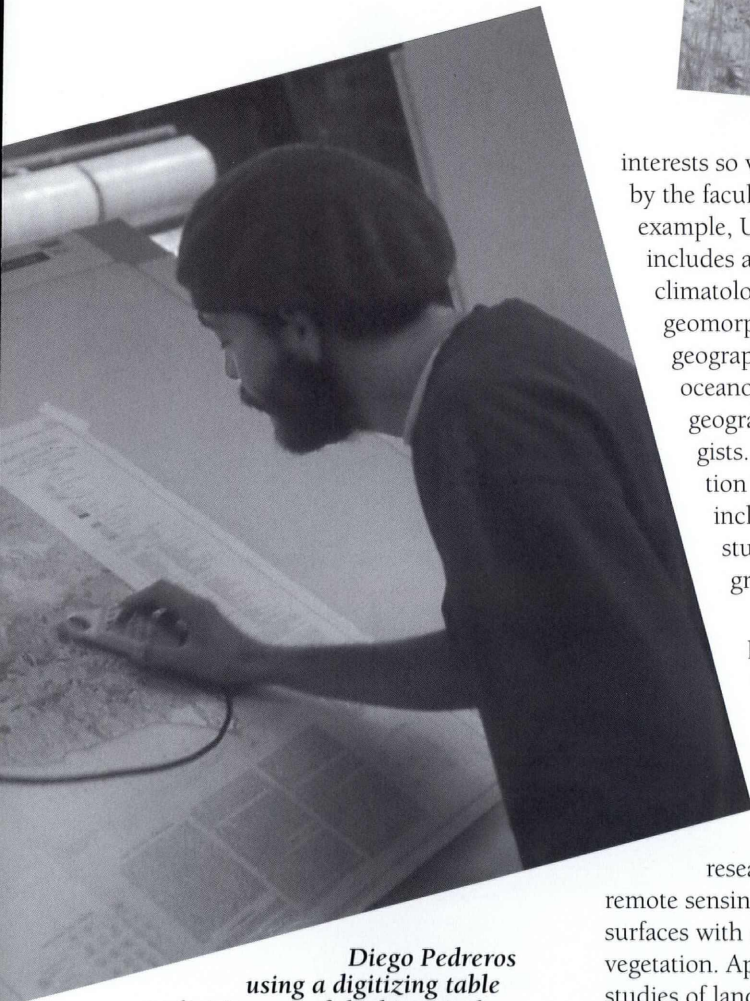 interests so
by the facul
example, U
includes a
climatolo
geomorp
geograp
oceano
geogra
gists.
tion
incl
stu
gr
resea
remote sensin
surfaces with
vegetation. Ap
studies of land
Diego Pedreros
using a digitizing table